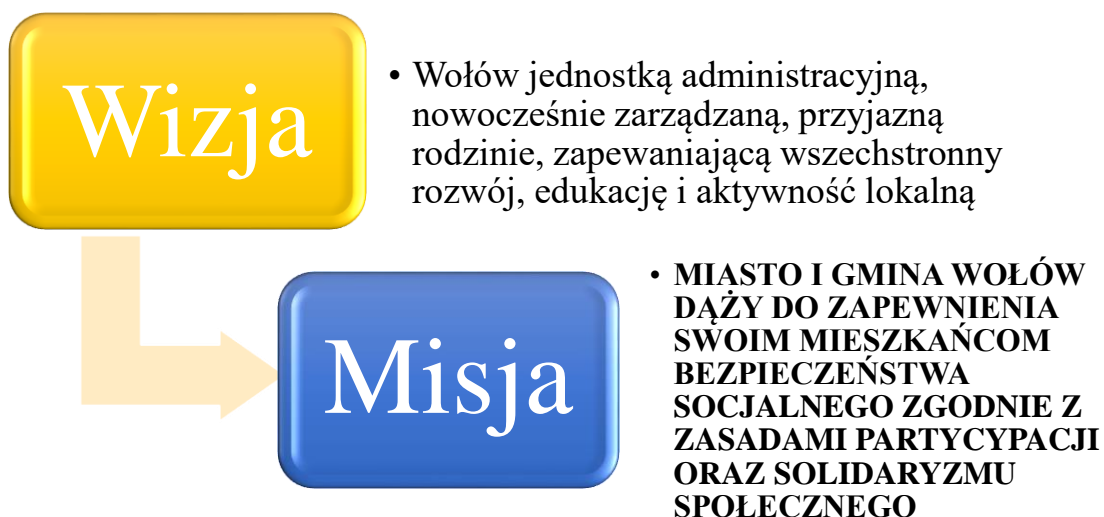 Wizja
• Wołów jednostką administracyjną,
nowocześnie zarządzaną, przyjazną
rodzinie, zapewaniającą wszechstronny
rozwój, edukację i aktywność lokalną
Misja
• MIASTO I GMINA WOŁÓW
DĄŻY DO ZAPEWNIENIA
SWOIM MIESZKAŃCOM
BEZPIECZEŃSTWA
SOCJALNEGO ZGODNIE Z
ZASADAMI PARTYCYPACJI
ORAZ SOLIDARYZMU
SPOŁECZNEGO